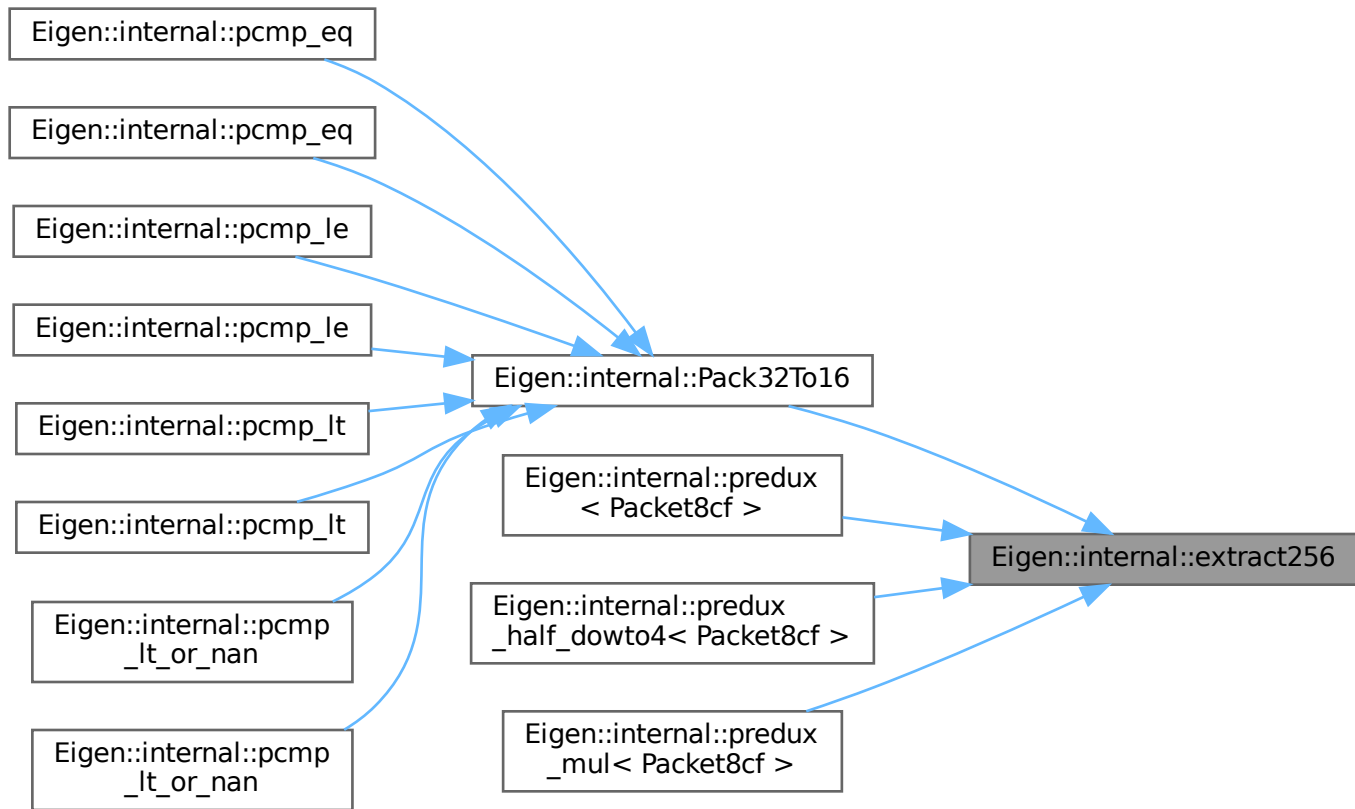 Eigen::internal::pcmp_eq
Eigen::internal::pcmp_eq
Eigen::internal::pcmp_le
Eigen::internal::pcmp_le
Eigen::internal::pcmp_lt
Eigen::internal::pcmp_lt
Eigen::internal::pcmp
_lt_or_nan
Eigen::internal::pcmp
_lt_or_nan
Eigen::internal::Pack32To16
Eigen::internal::predux
< Packet8cf >
Eigen::internal::predux
_half_dowto4< Packet8cf >
Eigen::internal::predux
_mul< Packet8cf >
Eigen::internal::extract256